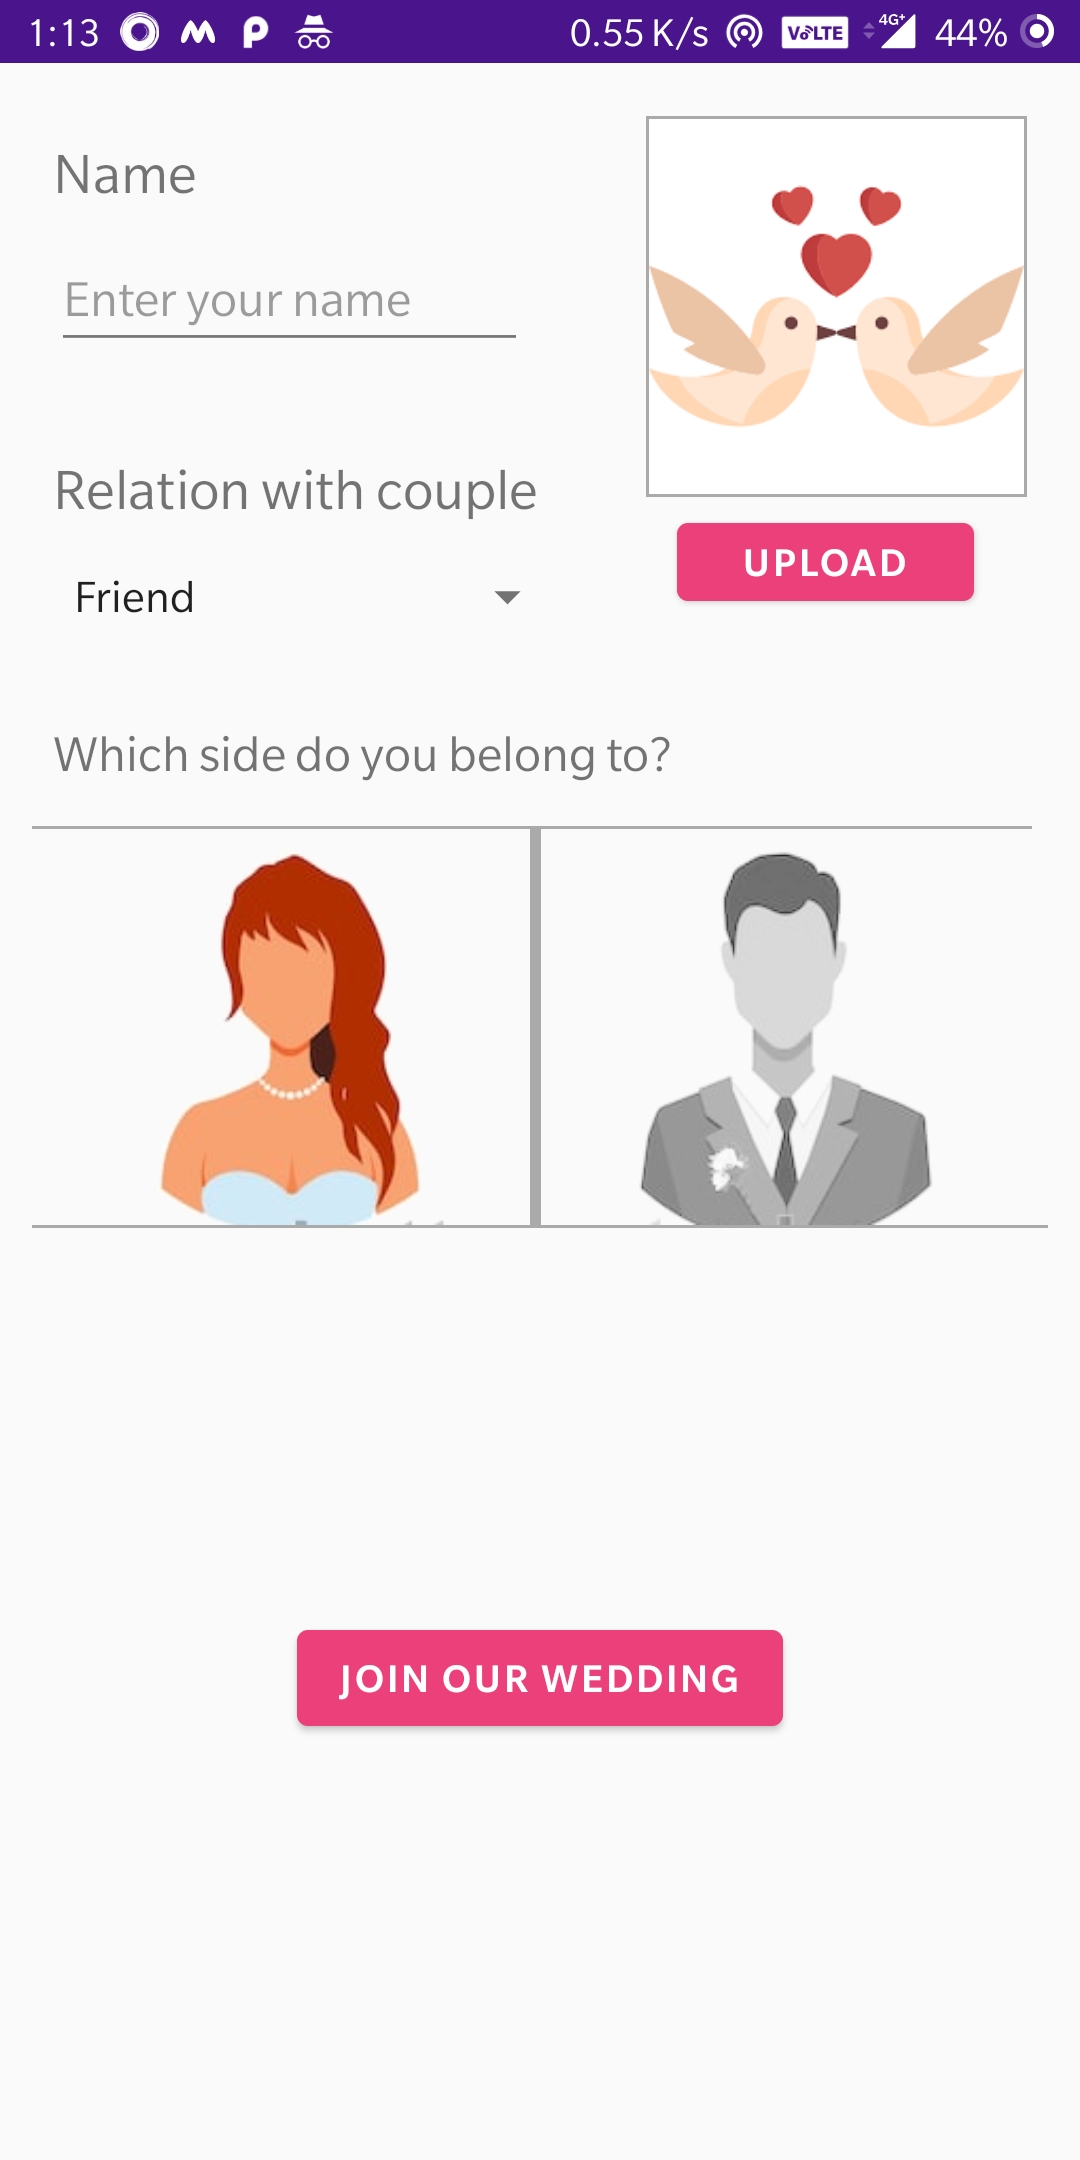 1:13 0.55 K/s VoLTE 4G+ 44%
Name
Enter your name
Relation with couple
UPLOAD
Friend
Which side do you belong to?
JOIN OUR WEDDING